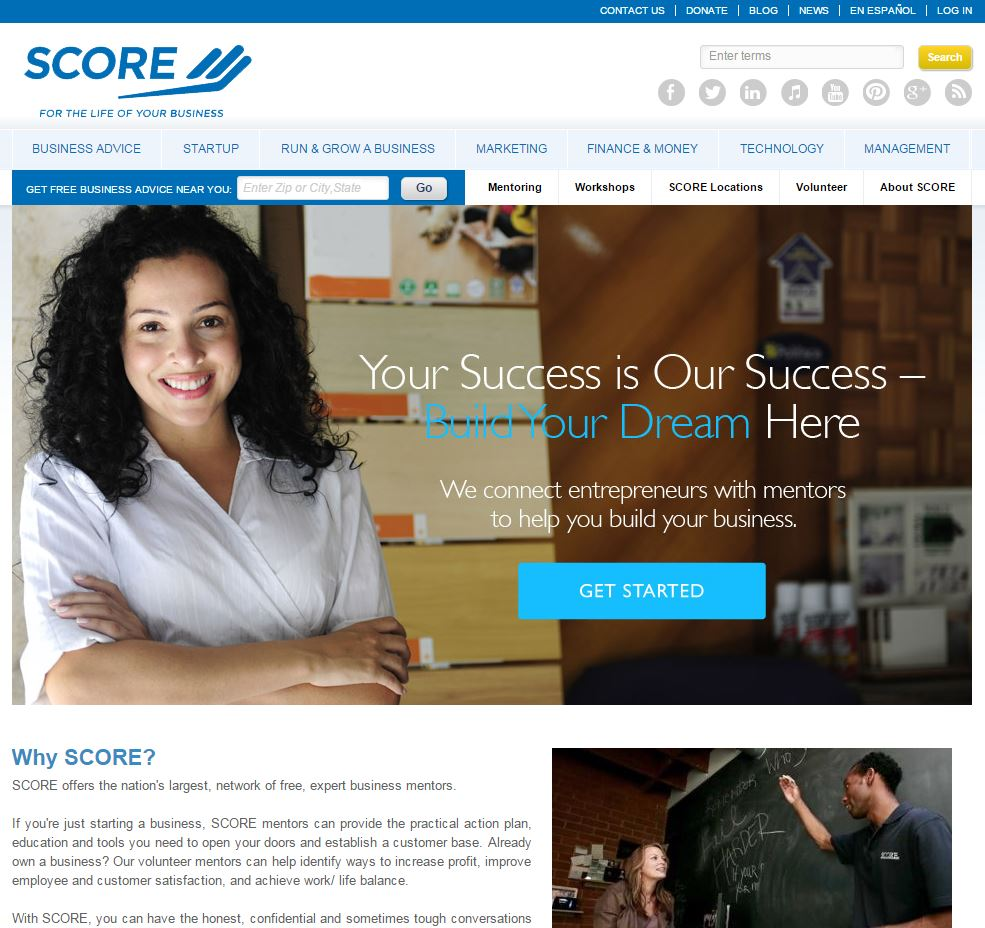 CONTACT US | DONATE | BLOG | NEWS | EN ESPAÑOL | LOG IN
SCORE
FOR THE LIFE OF YOUR BUSINESS
Enter terms
Search
f
in
You
Tube
g+
BUSINESS ADVICE
STARTUP
RUN & GROW A BUSINESS
MARKETING
FINANCE & MONEY
TECHNOLOGY
MANAGEMENT
GET FREE BUSINESS ADVICE NEAR YOU:
Enter Zip or City,State
Go
Mentoring
Workshops
SCORE Locations
Volunteer
About SCORE
Your Success is Our Success –
Build Your Dream Here
We connect entrepreneurs with mentors
to help you build your business.
GET STARTED
Why SCORE?
SCORE offers the nation's largest, network of free, expert business mentors.
If you're just starting a business, SCORE mentors can provide the practical action plan,
education and tools you need to open your doors and establish a customer base. Already
own a business? Our volunteer mentors can help identify ways to increase profit, improve
employee and customer satisfaction, and achieve work/ life balance.
With SCORE, you can have the honest, confidential and sometimes tough conversations
Who
HARDER
SCORE